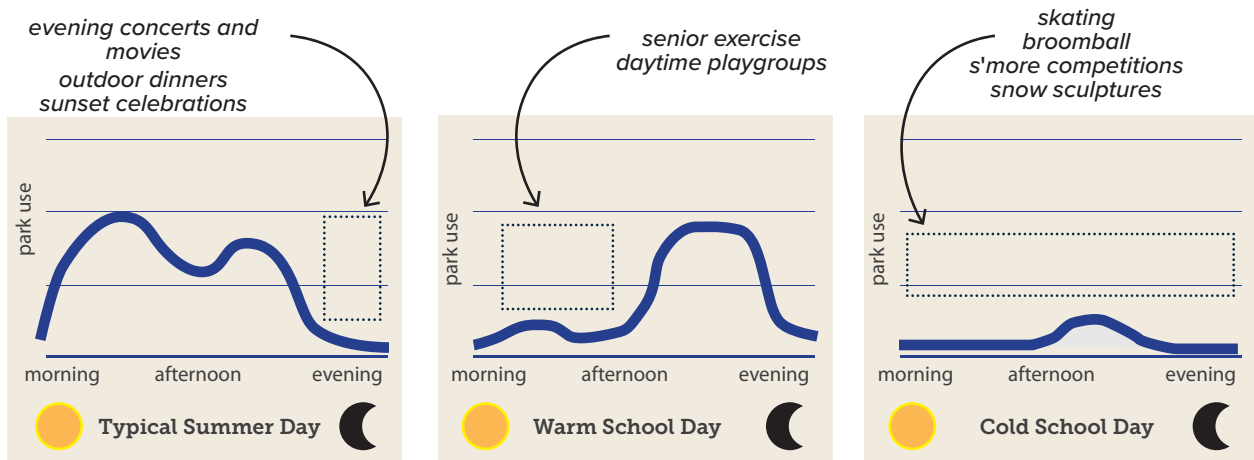 evening concerts and
movies
outdoor dinners
sunset celebrations
park use
morning afternoon evening
Typical Summer Day
senior exercise
daytime playgroups
park use
morning afternoon evening
Warm School Day
skating
broomball
s'more competitions
snow sculptures
park use
morning afternoon evening
Cold School Day